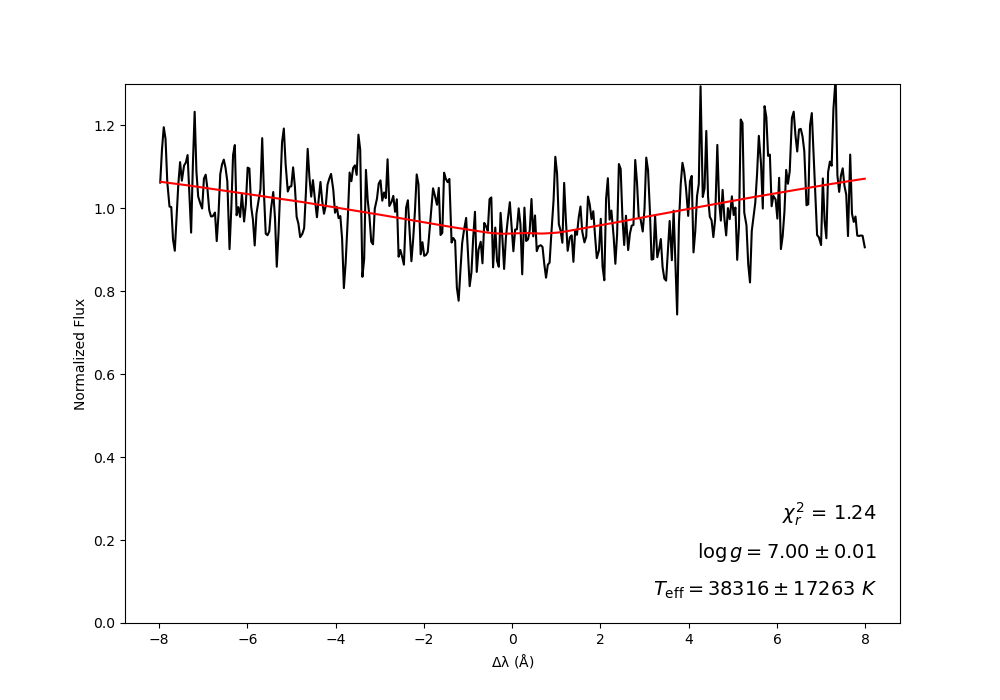 1.2
1.0
0.8
0.6
0.4
0.2
0.0
Normalized Flux
χ²ᵣ = 1.24
log g = 7.00 ± 0.01
T_eff = 38316 ± 17263 K
−8 −6 −4 −2 0 2 4 6 8
Δλ (Å)